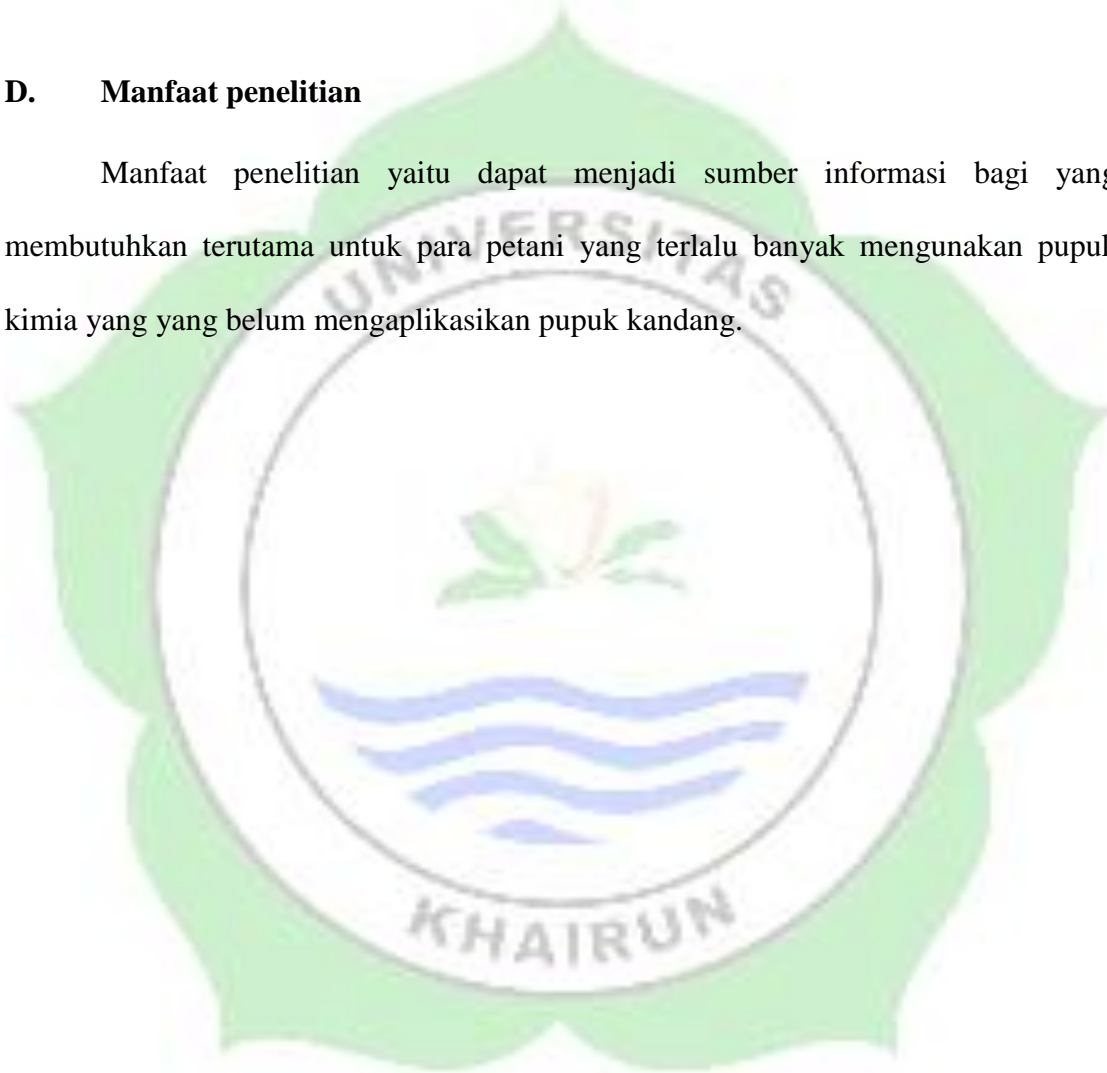 D. Manfaat penelitian
Manfaat penelitian yaitu dapat menjadi sumber informasi bagi yang
membutuhkan terutama untuk para petani yang terlalu banyak mengunakan pupuk
kimia yang yang belum mengaplikasikan pupuk kandang.
UNIVERSITAS
KHAIRUN